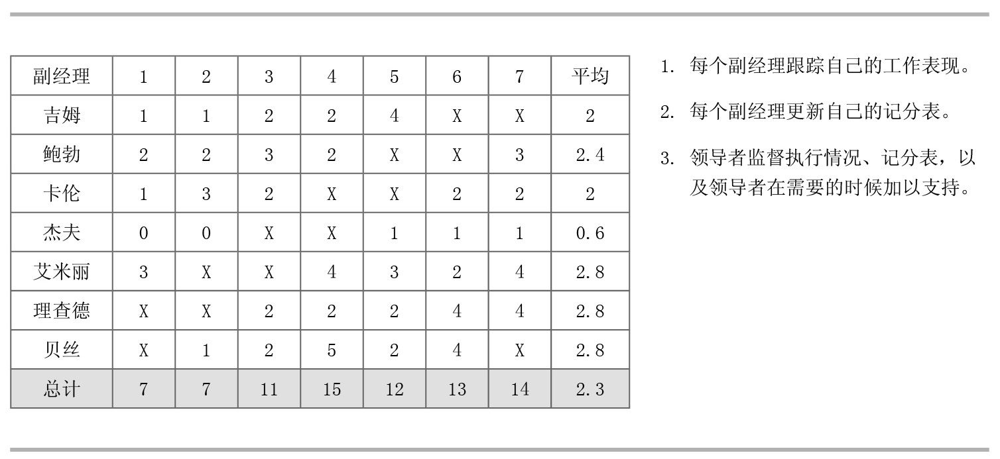 副经理 1 2 3 4 5 6 7 平均
吉姆 1 1 2 2 4 X X 2
鲍勃 2 2 3 2 X X 3 2.4
卡伦 1 3 2 X X 2 2 2
杰夫 0 0 X X 1 1 1 0.6
艾米丽 3 X X 4 3 2 4 2.8
理查德 X X 2 2 2 4 4 2.8
贝丝 X 1 2 5 2 4 X 2.8
总计 7 7 11 15 12 13 14 2.3
1. 每个副经理跟踪自己的工作表现。
2. 每个副经理更新自己的记分表。
3. 领导者监督执行情况、记分表，以
及领导者在需要的时候加以支持。